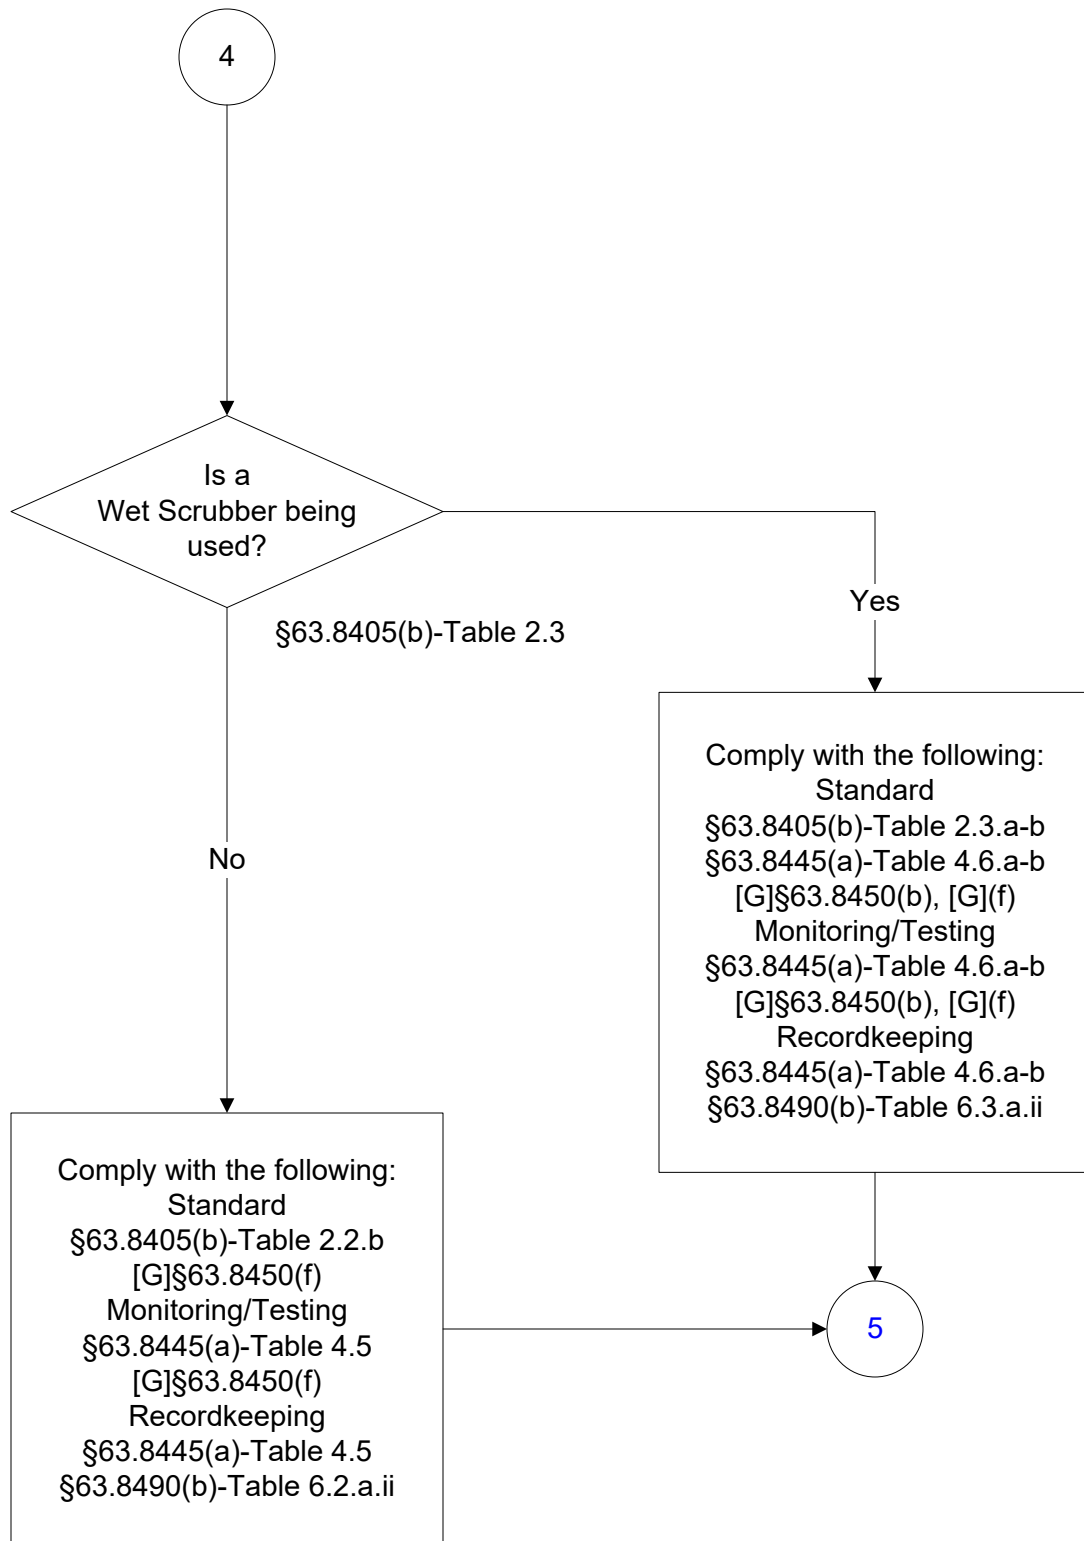 4
Is a
Wet Scrubber being
used?
§63.8405(b)-Table 2.3
Yes
No
Comply with the following:
Standard
§63.8405(b)-Table 2.3.a-b
§63.8445(a)-Table 4.6.a-b
[G]§63.8450(b), [G](f)
Monitoring/Testing
§63.8445(a)-Table 4.6.a-b
[G]§63.8450(b), [G](f)
Recordkeeping
§63.8445(a)-Table 4.6.a-b
§63.8490(b)-Table 6.3.a.ii
Comply with the following:
Standard
§63.8405(b)-Table 2.2.b
[G]§63.8450(f)
Monitoring/Testing
§63.8445(a)-Table 4.5
[G]§63.8450(f)
Recordkeeping
§63.8445(a)-Table 4.5
§63.8490(b)-Table 6.2.a.ii
5